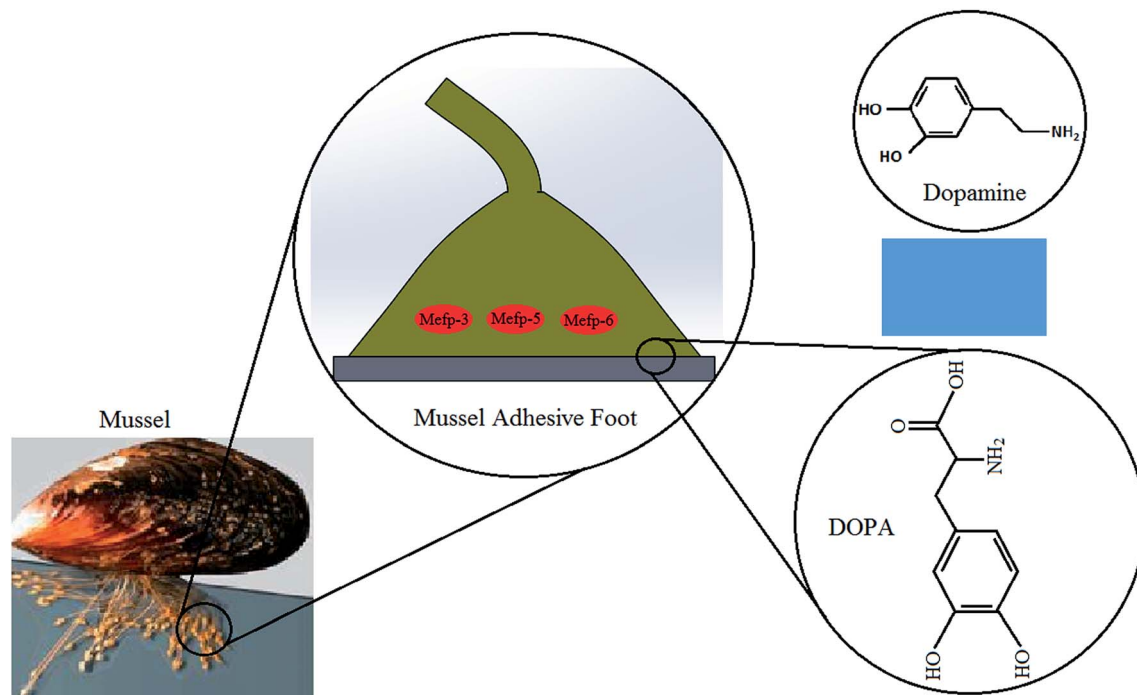 Mussel
Mefp-3
Mefp-5
Mefp-6
Mussel Adhesive Foot
HO
HO
NH₂
Dopamine
OH
O
NH₂
DOPA
HO
HO